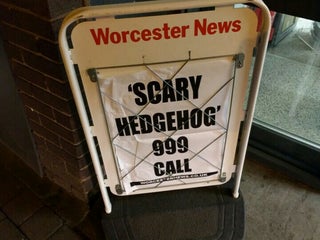 Worcester News
'SCARY
HEDGEHOG'
999
CALL